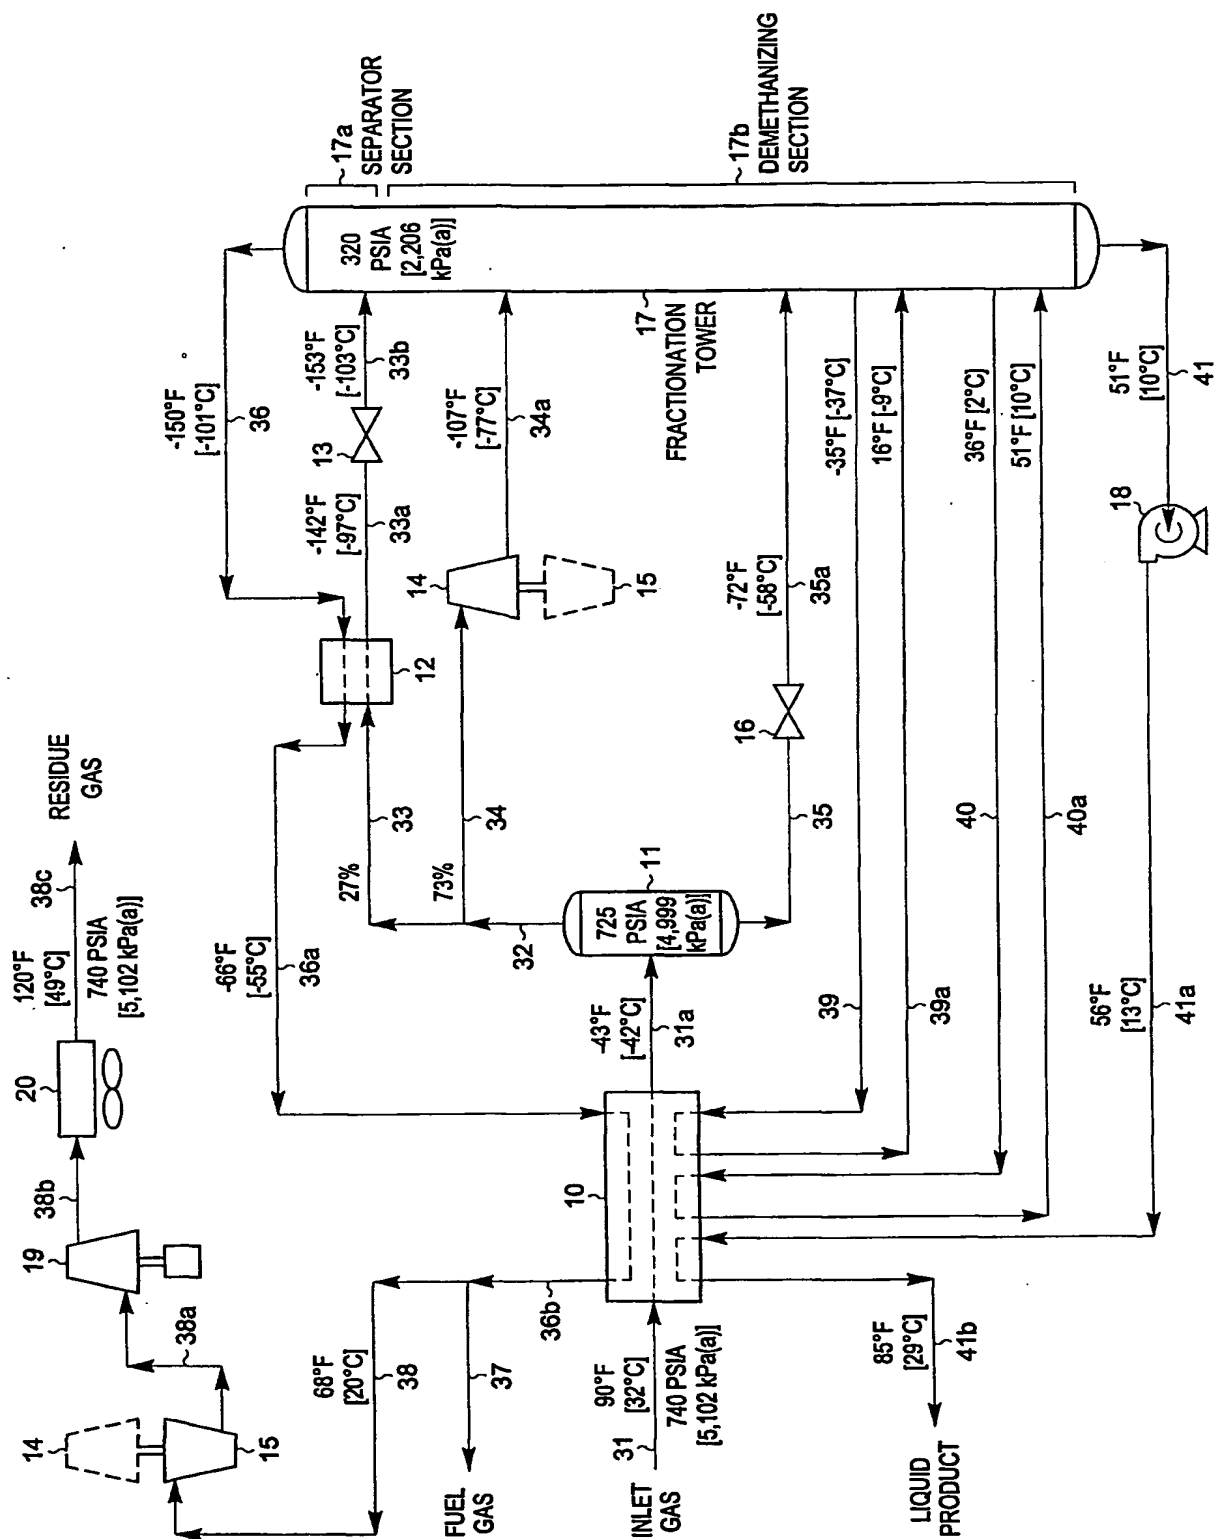 RESIDUE
GAS
38c
120°F
[49°C]
740 PSIA
[5,102 kPa(a)]
20
38b
19
38a
14
15
68°F
[20°C]
38
FUEL
GAS
37
36b
INLET
GAS
31
90°F
[32°C]
740 PSIA
[5,102 kPa(a)]
10
LIQUID
PRODUCT
85°F
[29°C]
41b
-66°F
[-55°C]
36a
-43°F
[-42°C]
31a
27%
33
73%
34
32
11
725
PSIA
[4,999
kPa(a)]
35
16
-72°F
[-58°C]
35a
12
-142°F
[-97°C]
33a
13
-153°F
[-103°C]
33b
-150°F
[-101°C]
36
14
15
-107°F
[-77°C]
34a
320
PSIA
[2,206
kPa(a)]
17
FRACTIONATION
TOWER
17a
SEPARATOR
SECTION
17b
DEMETHANIZING
SECTION
-35°F [-37°C]
39
16°F [-9°C]
39a
36°F [2°C]
40
51°F [10°C]
40a
51°F
[10°C]
41
18
56°F
[13°C]
41a